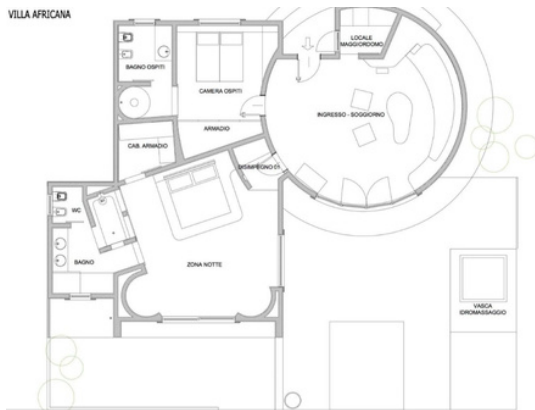 VILLA AFRICANA
LOCALE
MAGGIORDOMO
BAGNO OSPITI
CAMERA OSPITI
INGRESSO - SOGGIORNO
ARMADIO
CAB. ARMADIO
DISIMPEGNO 01
WC
BAGNO
ZONA NOTTE
VASCA
IDROMASSAGGIO